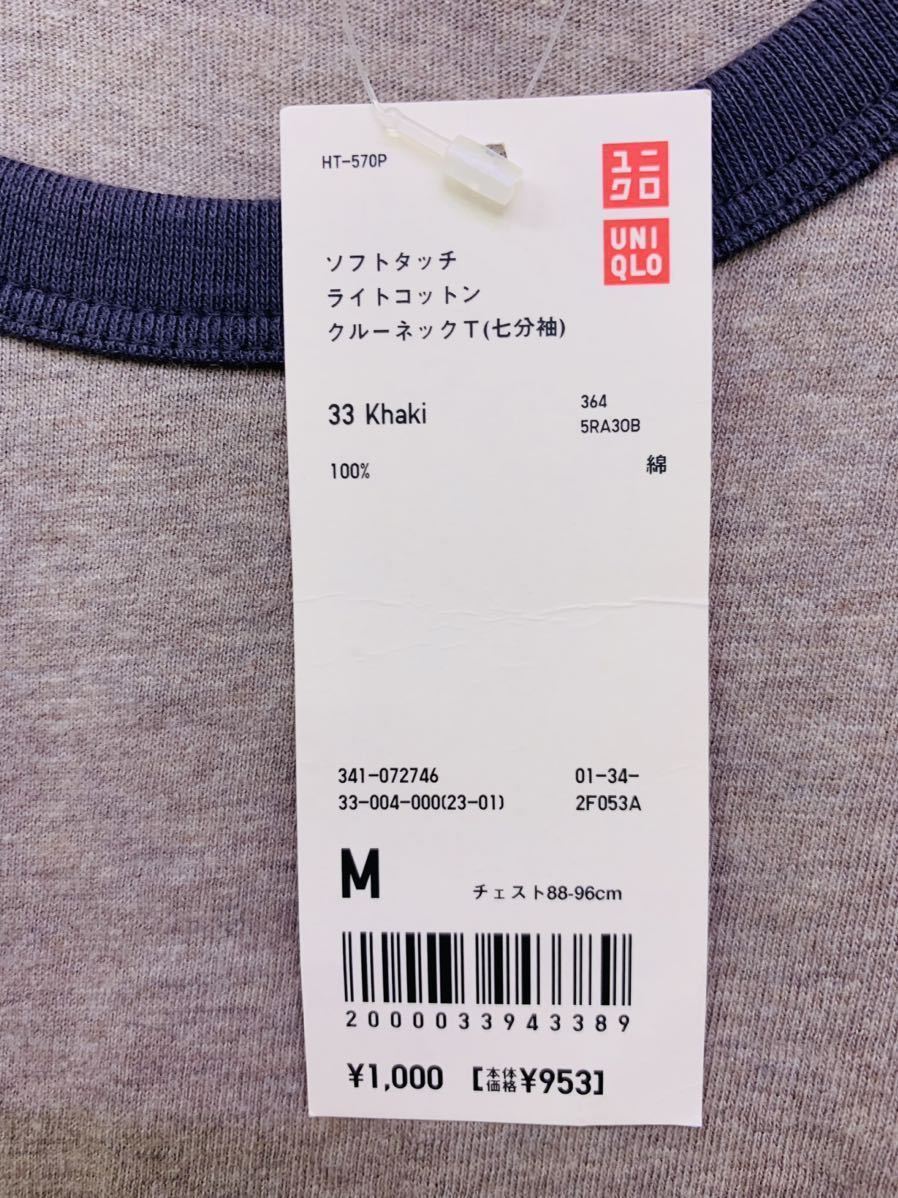 HT-570P
ユニ
クロ
UNI
QLO
ソフトタッチ
ライトコットン
クルーネックT(七分袖)
33 Khaki
364
5RA30B
100%
綿
341-072746
01-34-
33-004-000(23-01)
2F053A
M
チェスト88-96cm
2000033943389
¥1,000 [本体価格¥953]